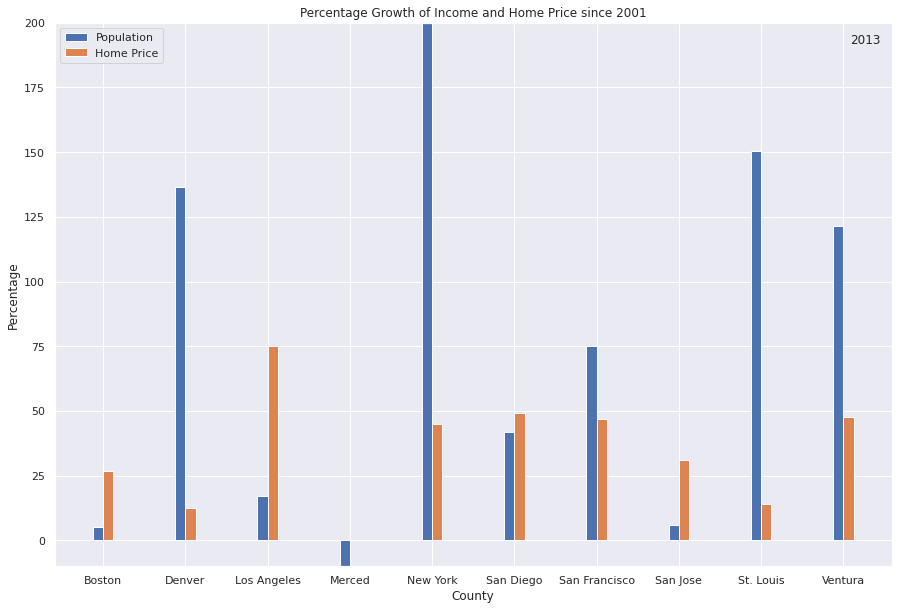 Percentage Growth of Income and Home Price since 2001
Population
Home Price
2013
200
175
150
125
100
75
50
25
0
Percentage
Boston
Denver
Los Angeles
Merced
New York
San Diego
San Francisco
San Jose
St. Louis
Ventura
County